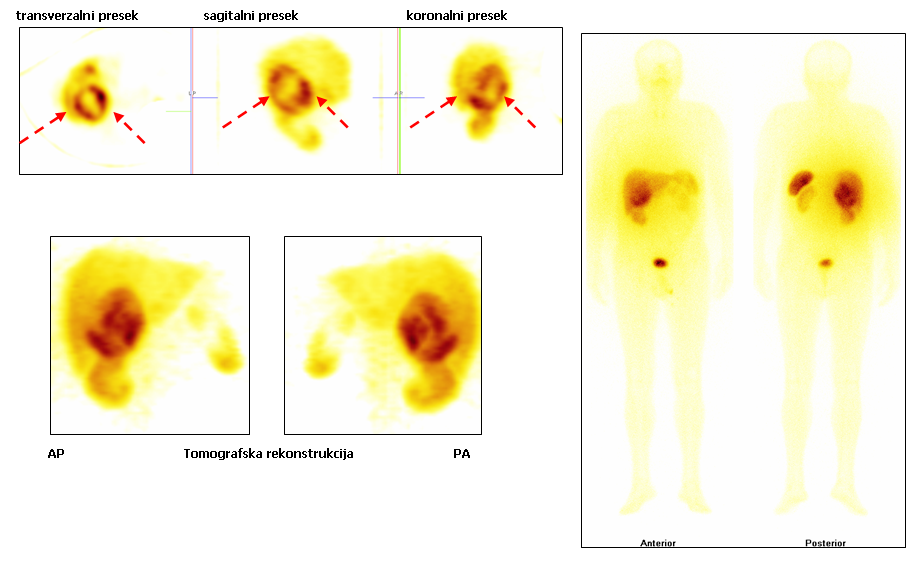 transverzalni presek
sagitalni presek
koronalni presek
AP
Tomografska rekonstrukcija
PA
Anterior
Posterior